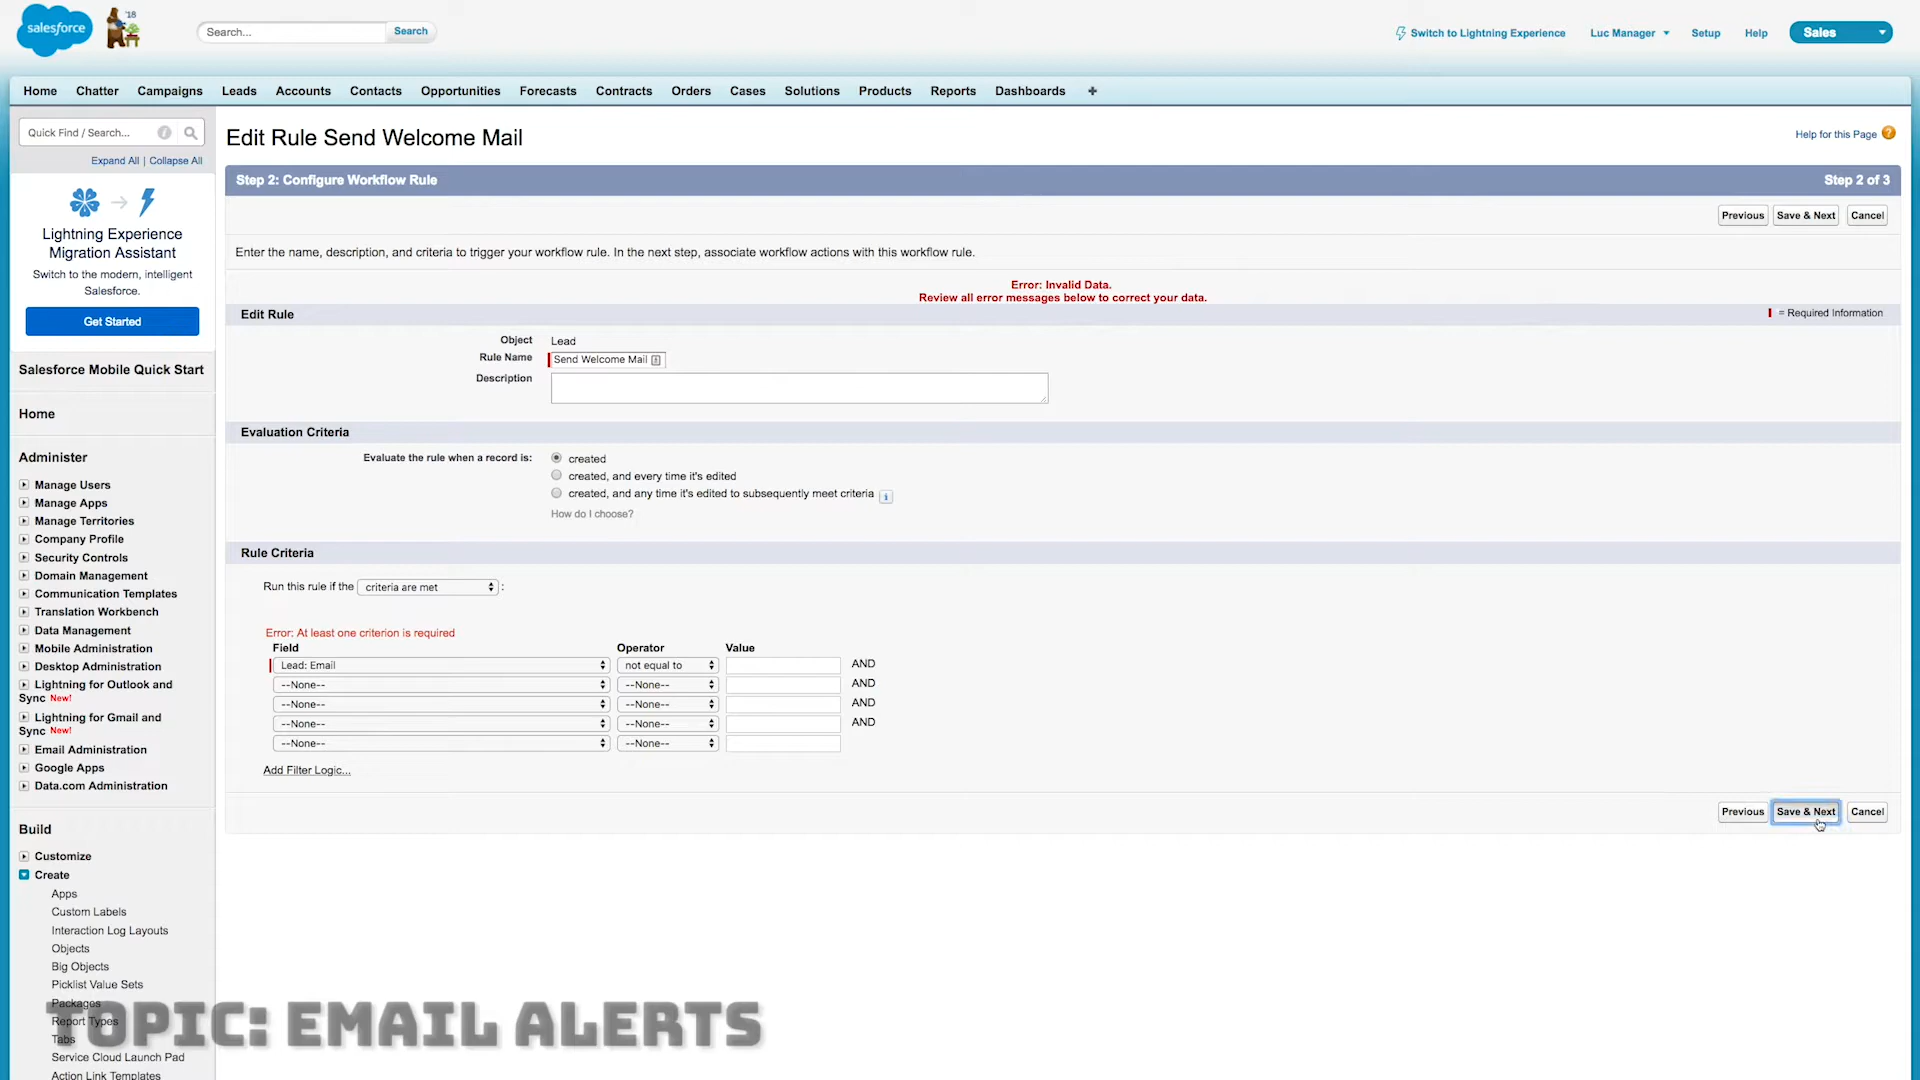 salesforce
'18
Search...
Search
Switch to Lightning Experience
Luc Manager
Setup
Help
Sales
Home
Chatter
Campaigns
Leads
Accounts
Contacts
Opportunities
Forecasts
Contracts
Orders
Cases
Solutions
Products
Reports
Dashboards
+
Quick Find / Search...
Expand All | Collapse All
Lightning Experience
Migration Assistant
Switch to the modern, intelligent
Salesforce.
Get Started
Salesforce Mobile Quick Start
Home
Administer
Manage Users
Manage Apps
Manage Territories
Company Profile
Security Controls
Domain Management
Communication Templates
Translation Workbench
Data Management
Mobile Administration
Desktop Administration
Lightning for Outlook and
Sync New!
Lightning for Gmail and
Sync New!
Email Administration
Google Apps
Data.com Administration
Build
Customize
Create
Apps
Custom Labels
Interaction Log Layouts
Objects
Big Objects
Picklist Value Sets
Packages
Report Types
Tabs
Service Cloud Launch Pad
Action Link Templates
Edit Rule Send Welcome Mail
Help for this Page ?
Step 2: Configure Workflow Rule
Step 2 of 3
Previous
Save & Next
Cancel
Enter the name, description, and criteria to trigger your workflow rule. In the next step, associate workflow actions with this workflow rule.
Error: Invalid Data.
Review all error messages below to correct your data.
Edit Rule
= Required Information
Object Lead
Rule Name Send Welcome Mail
Description
Evaluation Criteria
Evaluate the rule when a record is: created
created, and every time it's edited
created, and any time it's edited to subsequently meet criteria i
How do I choose?
Rule Criteria
Run this rule if the criteria are met :
Error: At least one criterion is required
Field Operator Value
Lead: Email not equal to AND
--None-- --None-- AND
--None-- --None-- AND
--None-- --None-- AND
--None-- --None--
Add Filter Logic...
Previous
Save & Next
Cancel
TOPIC: EMAIL ALERTS